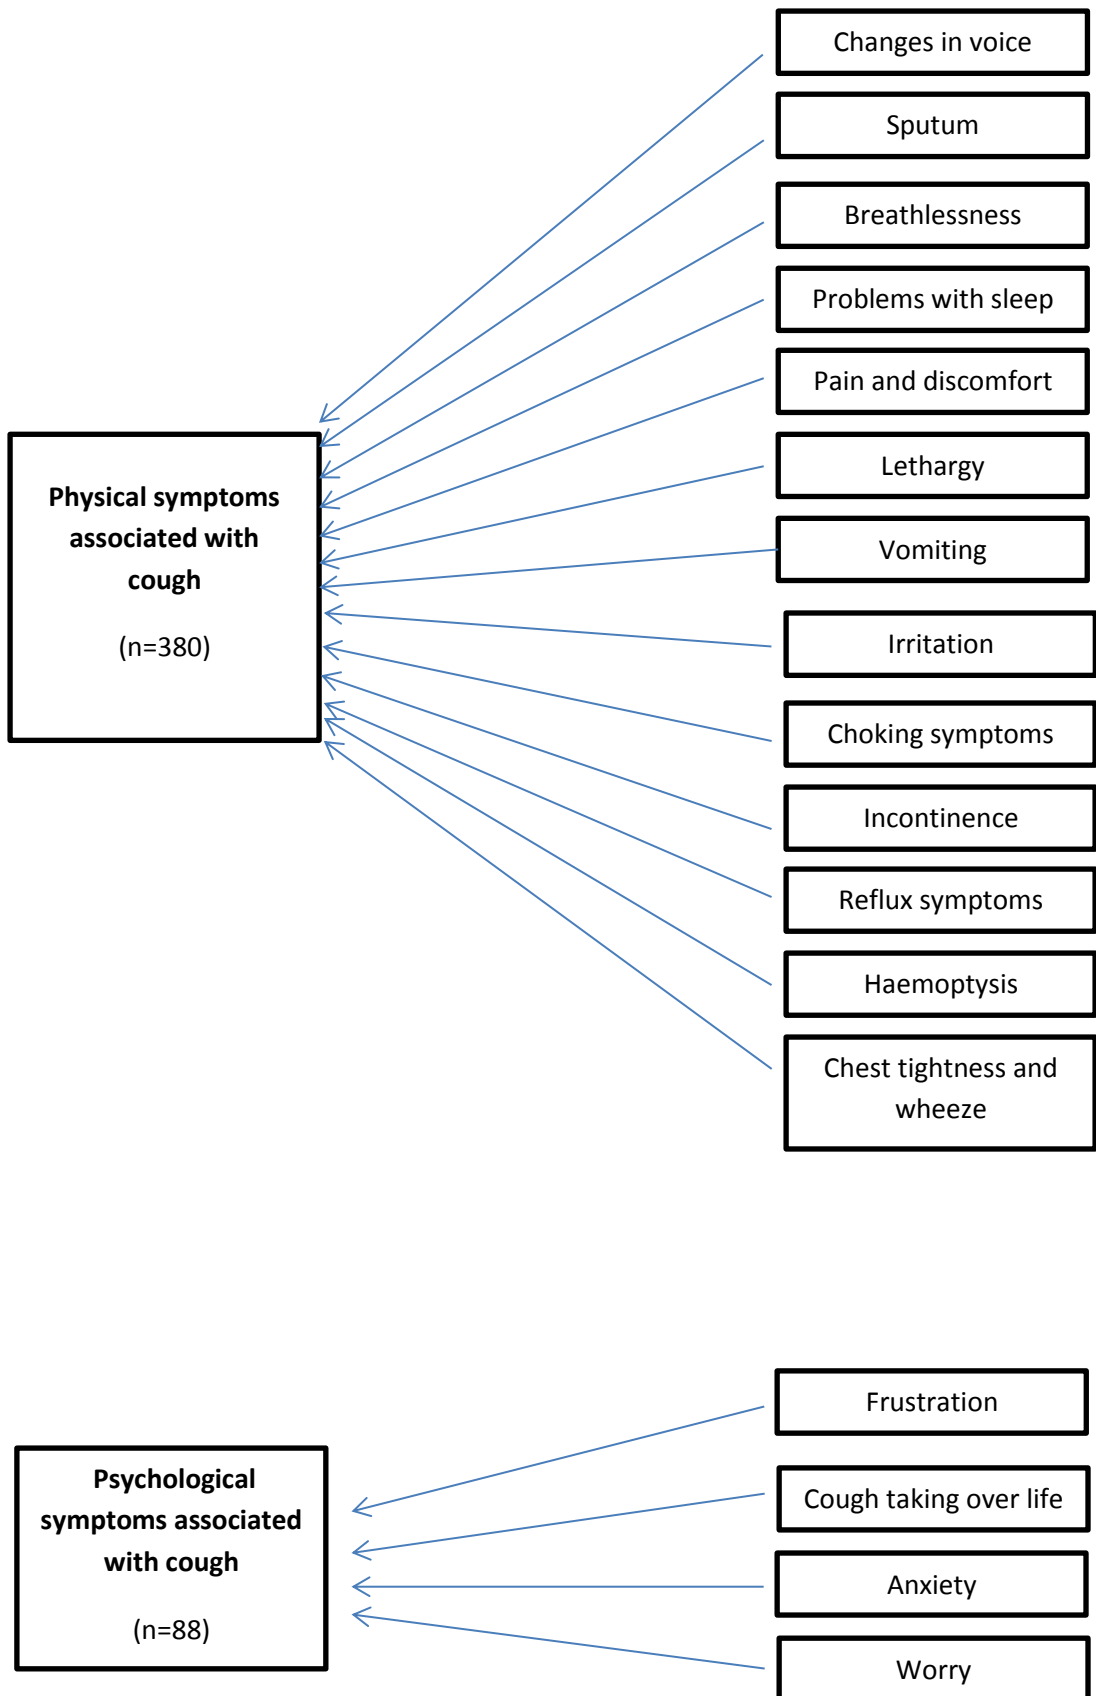 Changes in voice
Sputum
Breathlessness
Problems with sleep
Pain and discomfort
Lethargy
Vomiting
Irritation
Choking symptoms
Incontinence
Reflux symptoms
Haemoptysis
Chest tightness and
wheeze
Physical symptoms
associated with
cough
(n=380)
Frustration
Cough taking over life
Anxiety
Worry
Psychological
symptoms associated
with cough
(n=88)